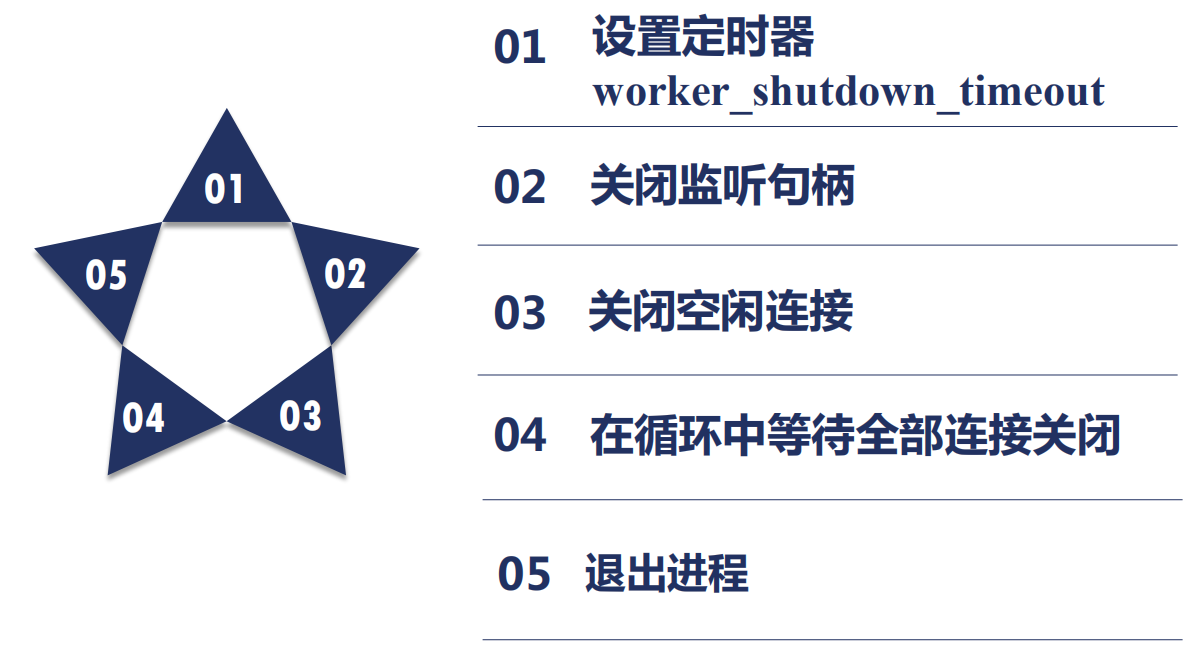 01
02
03
04
05
01 设置定时器
worker_shutdown_timeout
02 关闭监听句柄
03 关闭空闲连接
04 在循环中等待全部连接关闭
05 退出进程